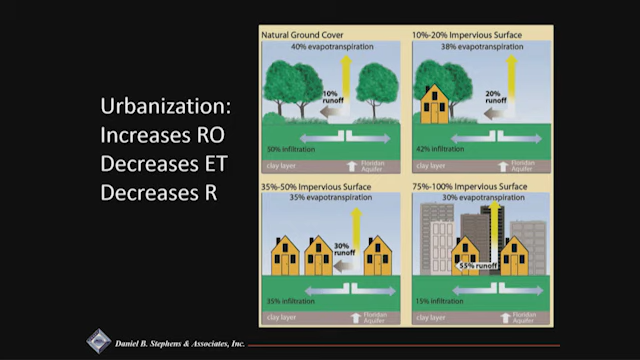 Urbanization:
Increases RO
Decreases ET
Decreases R
Natural Ground Cover
40% evapotranspiration
10%
runoff
50% infiltration
clay layer
Floridan
Aquifer
10%-20% Impervious Surface
38% evapotranspiration
20%
runoff
42% infiltration
clay layer
Floridan
Aquifer
35%-50% Impervious Surface
35% evapotranspiration
30%
runoff
35% infiltration
clay layer
Floridan
Aquifer
75%-100% Impervious Surface
30% evapotranspiration
55% runoff
15% infiltration
clay layer
Floridan
Aquifer
Daniel B. Stephens & Associates, Inc.